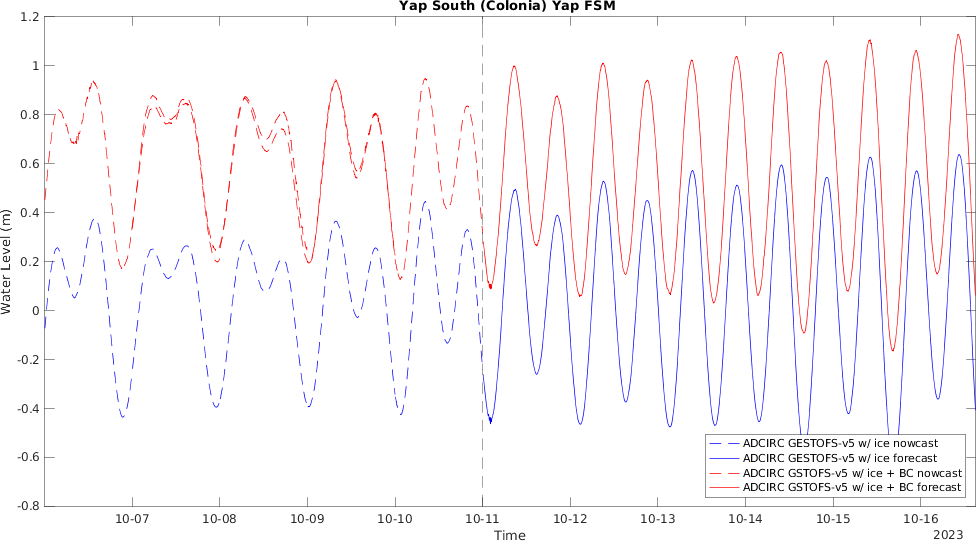 Yap South (Colonia) Yap FSM
1.2
1
0.8
0.6
0.4
0.2
0
-0.2
-0.4
-0.6
-0.8
Water Level (m)
ADCIRC GESTOFS-v5 w/ ice nowcast
ADCIRC GESTOFS-v5 w/ ice forecast
ADCIRC GSTOFS-v5 w/ ice + BC nowcast
ADCIRC GSTOFS-v5 w/ ice + BC forecast
10-07 10-08 10-09 10-10 10-11 10-12 10-13 10-14 10-15 10-16
Time
2023